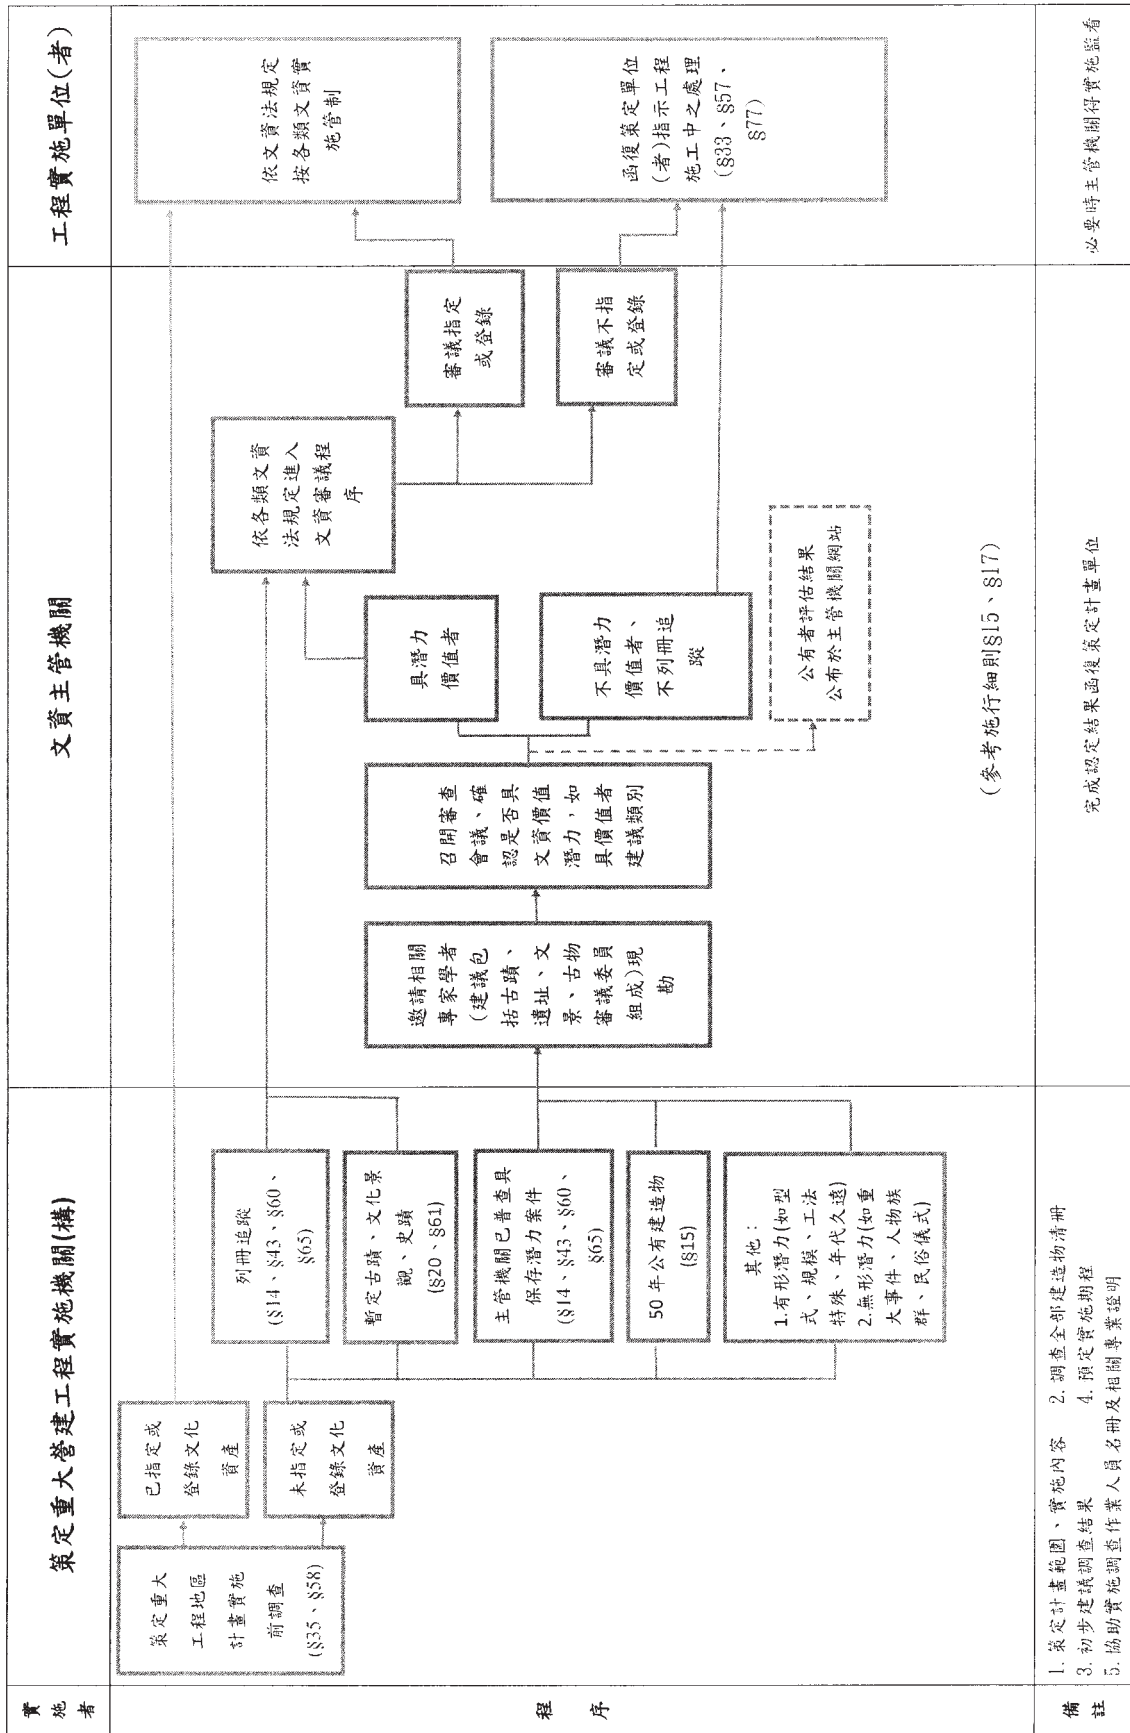 實施者
策定重大營建工程實施機關(構)
文資主管機關
工程實施單位(者)
程序
策定重大
工程地區
計畫實施
前調查
(§35、§58)
已指定或
登錄文化
資產
未指定或
登錄文化
資產
列冊追蹤
(§14、§43、§60、
§65)
暫定古蹟、文化景
觀、史蹟
(§20、§61)
主管機關已普查具
保存潛力案件
(§14、§43、§60、
§65)
50年公有建造物
(§15)
其他:
1.有形潛力(如型
式、規模、工法
特殊、年代久遠)
2.無形潛力(如重
大事件、人物族
群、民俗儀式)
邀請相關
專家學者
(建議包
括古蹟、
遺址、文
景、古物
審議委員
組成)現
勘
召開審查
會議、確
認是否具
文資價值
潛力,如
具價值者
建議類別
具潛力
價值者
不具潛力
價值者、
不列冊追
蹤
公有者評估結果
公布於主管機關網站
依各類文資
法規定進入
文資審議程
序
審議指定
或登錄
審議不指
定或登錄
依文資法規定
按各類文資實
施管制
函復策定單位
(者)指示工程
施工中之處理
(§33、§57、
§77)
(參考施行細則§15、§17)
備註
1. 策定計畫範圍、實施內容 2. 調查全部建造物清冊
3. 初步建議調查結果 4. 預定實施期程
5. 協助實施調查作業人員名冊及相關專業證明
完成認定結果函復策定計畫單位
必要時主管機關得實施監看